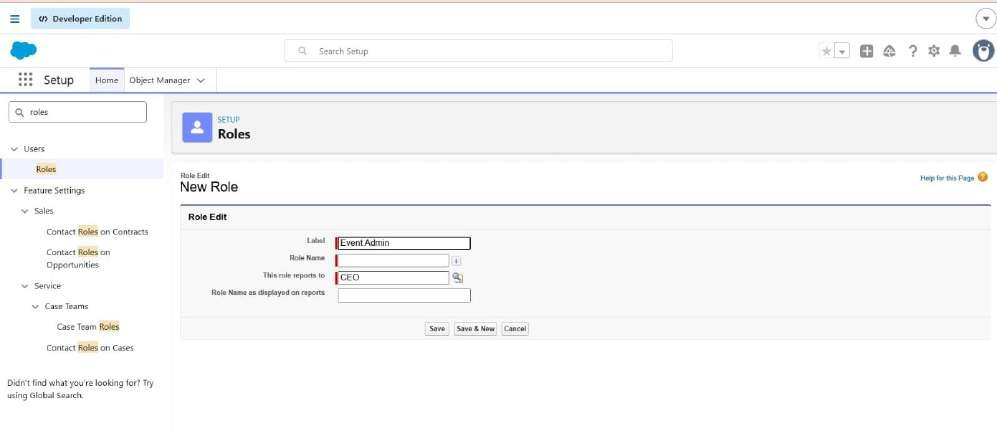 Developer Edition
Search Setup
Setup Home Object Manager
roles
SETUP
Roles
Users
Roles
Feature Settings
Sales
Contact Roles on Contracts
Contact Roles on
Opportunities
Service
Case Teams
Case Team Roles
Contact Roles on Cases
Didn't find what you're looking for? Try
using Global Search.
Role Edit
New Role
Help for this Page
Role Edit
Label Event Admin
Role Name
This role reports to CEO
Role Name as displayed on reports
Save Save & New Cancel